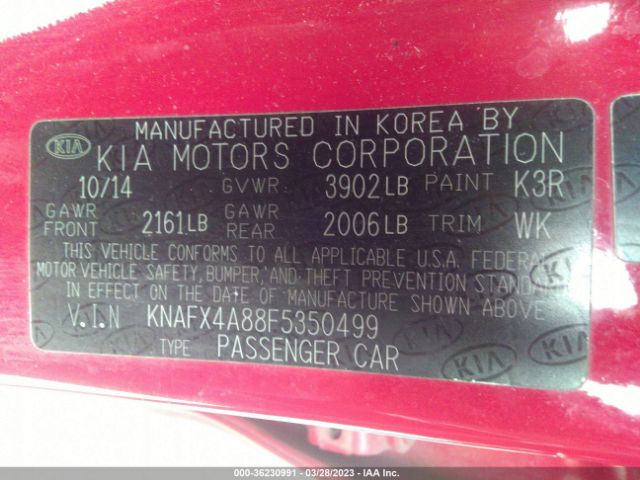 MANUFACTURED IN KOREA BY
KIA KIA MOTORS CORPORATION
10/14 GVWR 3902LB PAINT K3R
GAWR FRONT 2161LB GAWR REAR 2006LB TRIM WK
THIS VEHICLE CONFORMS TO ALL APPLICABLE U.S.A. FEDERAL
MOTOR VEHICLE SAFETY, BUMPER, AND THEFT PREVENTION STAND
IN EFFECT ON THE DATE OF MANUFACTURE SHOWN ABOVE
V.I.N KNAFX4A88F5350499
TYPE PASSENGER CAR
000-36230991 — 03/28/2023 — IAA Inc.